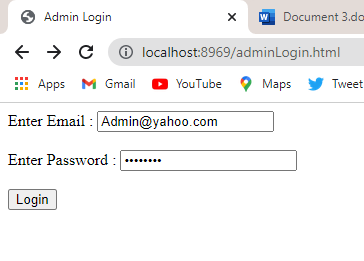 Admin Login
Document 3.do
localhost:8969/adminLogin.html
Apps Gmail YouTube Maps Tweet
Enter Email : Admin@yahoo.com
Enter Password : ••••••••
Login